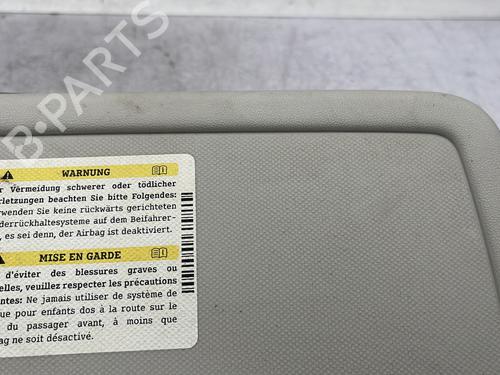 B-PARTS
WARNUNG
r Vermeidung schwerer oder tödlicher
rletzungen beachten Sie bitte Folgendes:
rwenden Sie keine rückwärts gerichteten
derrückhaltesysteme auf dem Beifahrer-
, es sei denn, der Airbag ist deaktiviert.
MISE EN GARDE
d'éviter des blessures graves ou
elles, veuillez respecter les précautions
ntes: Ne jamais utiliser de système de
ue pour enfants dos à la route sur le
du passager avant, à moins que
ag ne soit désactivé.